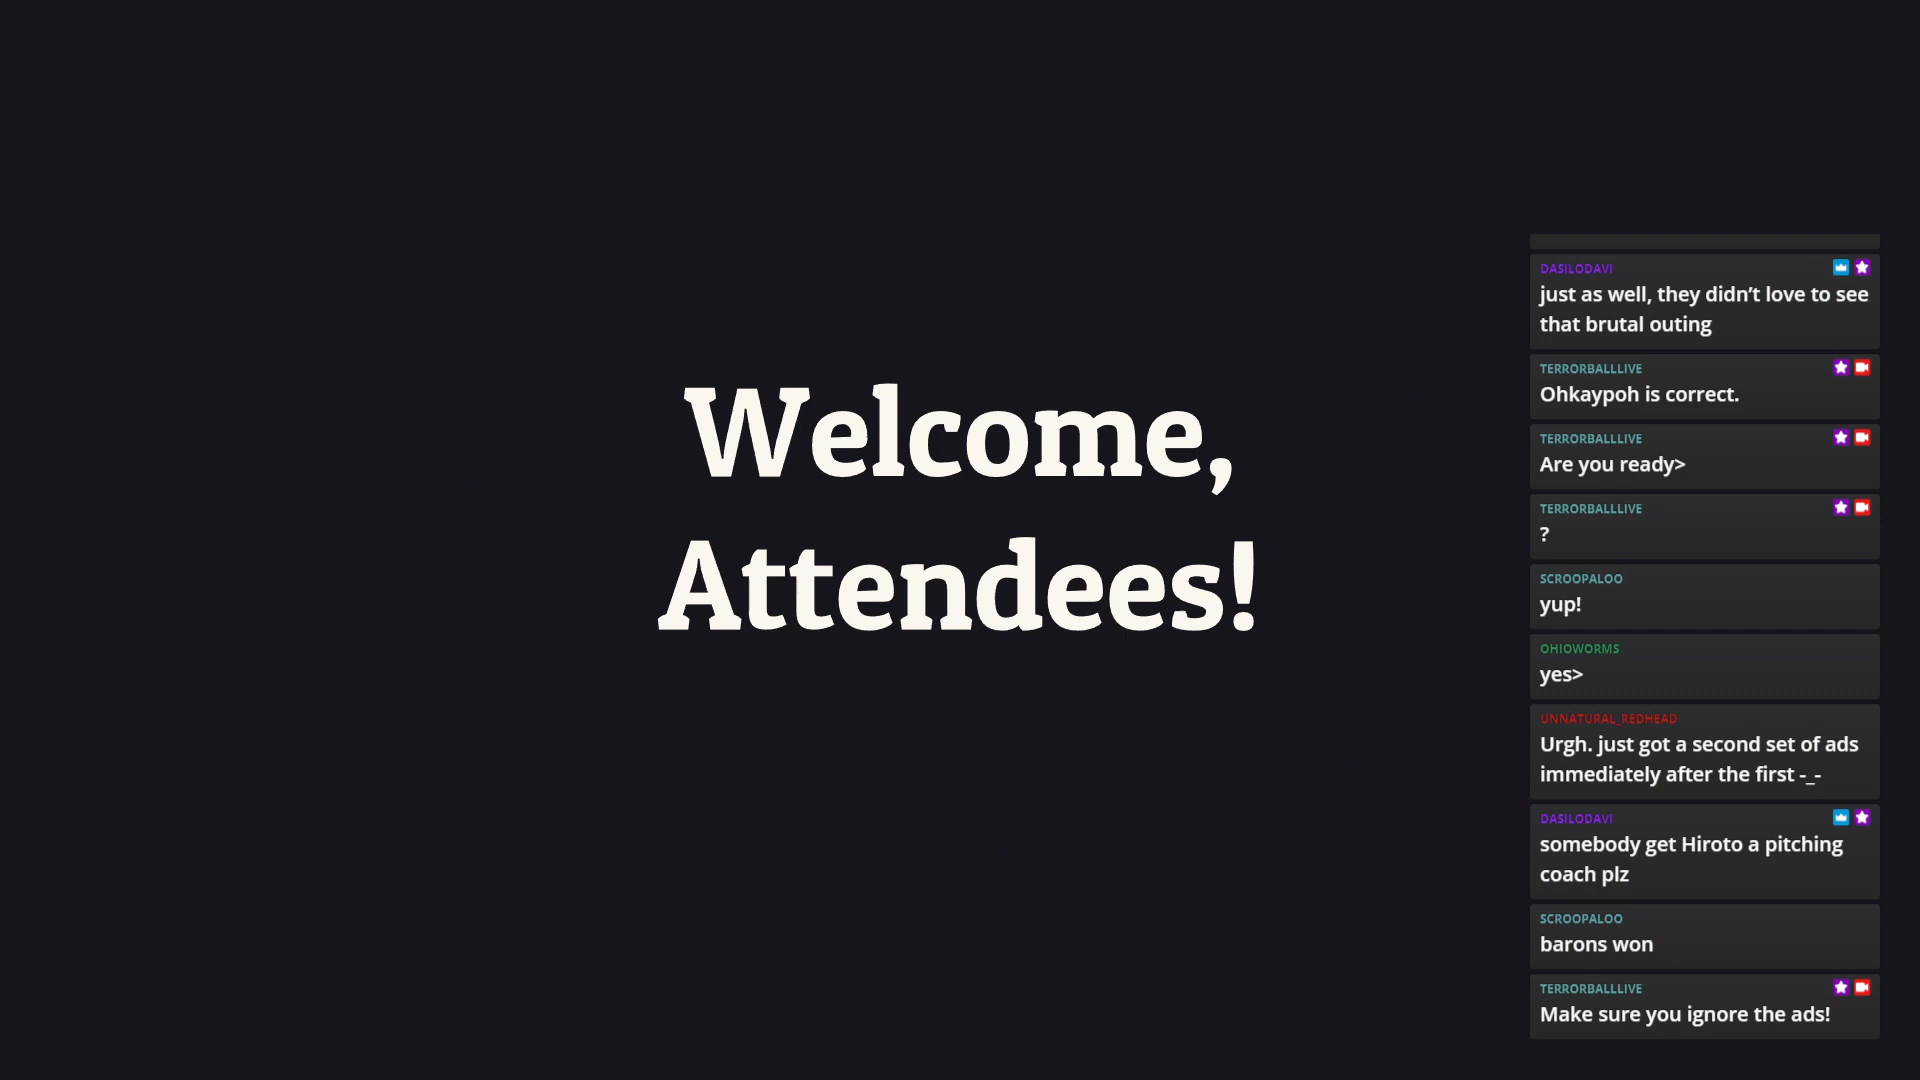 Welcome,
Attendees!
DASILODAVI
just as well, they didn’t love to see
that brutal outing
TERRORBALLLIVE
Ohkaypoh is correct.
TERRORBALLLIVE
Are you ready>
TERRORBALLLIVE
?
SCROOPALOO
yup!
OHIOWORMS
yes>
UNNATURAL_REDHEAD
Urgh. just got a second set of ads
immediately after the first -_-
DASILODAVI
somebody get Hiroto a pitching
coach plz
SCROOPALOO
barons won
TERRORBALLLIVE
Make sure you ignore the ads!